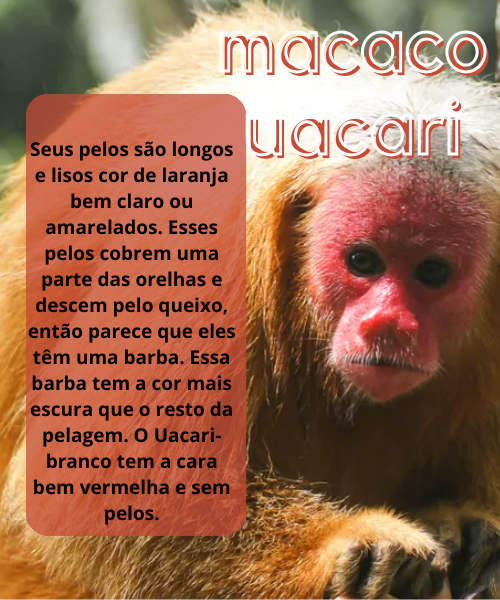 macaco
uacari
Seus pelos são longos
e lisos cor de laranja
bem claro ou
amarelados. Esses
pelos cobrem uma
parte das orelhas e
descem pelo queixo,
então parece que eles
têm uma barba. Essa
barba tem a cor mais
escura que o resto da
pelagem. O Uacari-
branco tem a cara
bem vermelha e sem
pelos.